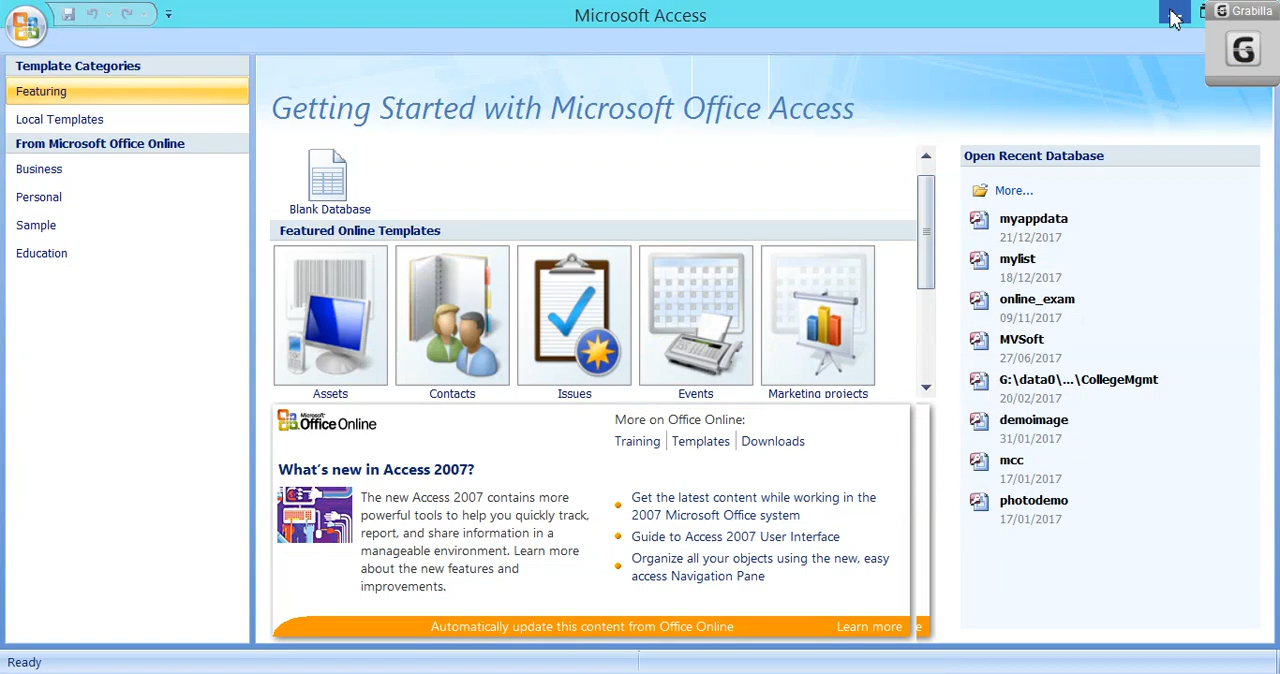 Microsoft Access
Grabilla
G
Template Categories
Featuring
Local Templates
From Microsoft Office Online
Business
Personal
Sample
Education
Getting Started with Microsoft Office Access
Blank Database
Featured Online Templates
Assets
Contacts
Issues
Events
Marketing projects
Microsoft
Office Online
More on Office Online:
Training | Templates | Downloads
What's new in Access 2007?
The new Access 2007 contains more
powerful tools to help you quickly track,
report, and share information in a
manageable environment. Learn more
about the new features and
improvements.
Get the latest content while working in the
2007 Microsoft Office system
Guide to Access 2007 User Interface
Organize all your objects using the new, easy
access Navigation Pane
Automatically update this content from Office Online
Learn more
e
Open Recent Database
More...
myappdata
21/12/2017
mylist
18/12/2017
online_exam
09/11/2017
MVSoft
27/06/2017
G:\data0\...\CollegeMgmt
20/02/2017
demoimage
31/01/2017
mcc
17/01/2017
photodemo
17/01/2017
Ready